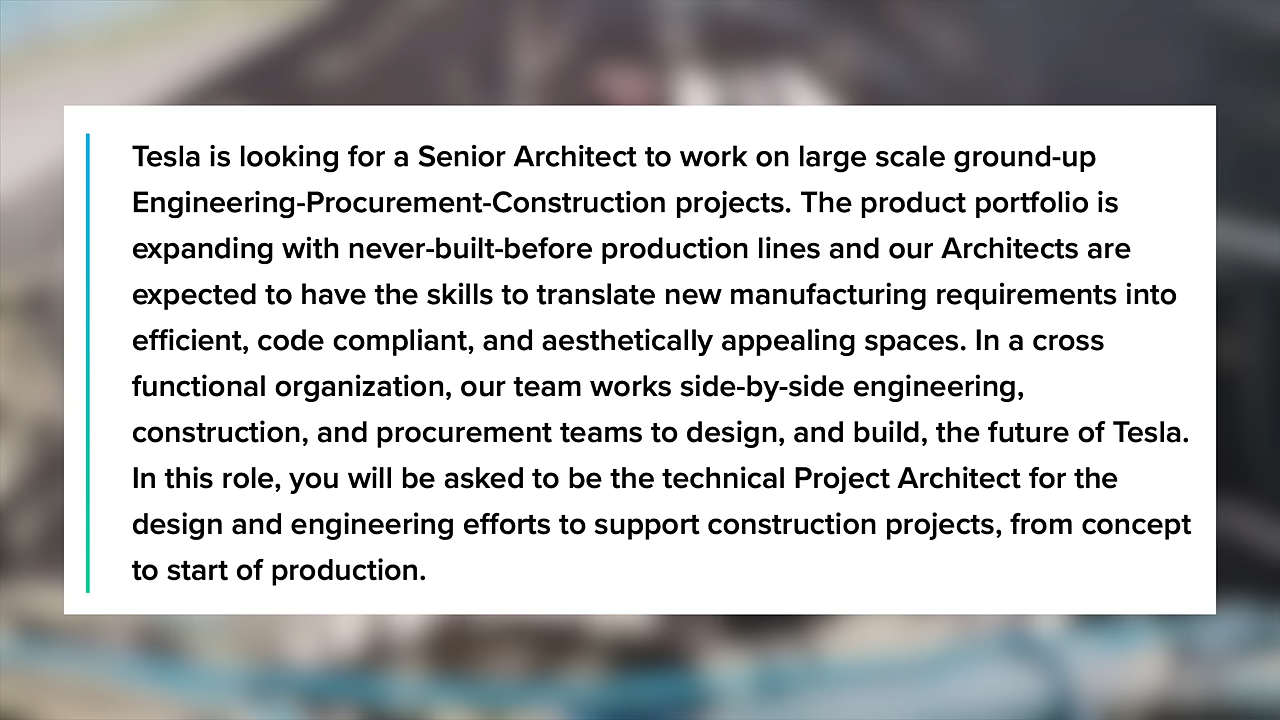 Tesla is looking for a Senior Architect to work on large scale ground-up
Engineering-Procurement-Construction projects. The product portfolio is
expanding with never-built-before production lines and our Architects are
expected to have the skills to translate new manufacturing requirements into
efficient, code compliant, and aesthetically appealing spaces. In a cross
functional organization, our team works side-by-side engineering,
construction, and procurement teams to design, and build, the future of Tesla.
In this role, you will be asked to be the technical Project Architect for the
design and engineering efforts to support construction projects, from concept
to start of production.